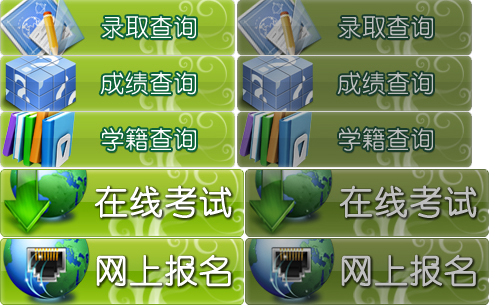 录取查询 录取查询
成绩查询 成绩查询
学籍查询 学籍查询
在线考试 在线考试
网上报名 网上报名